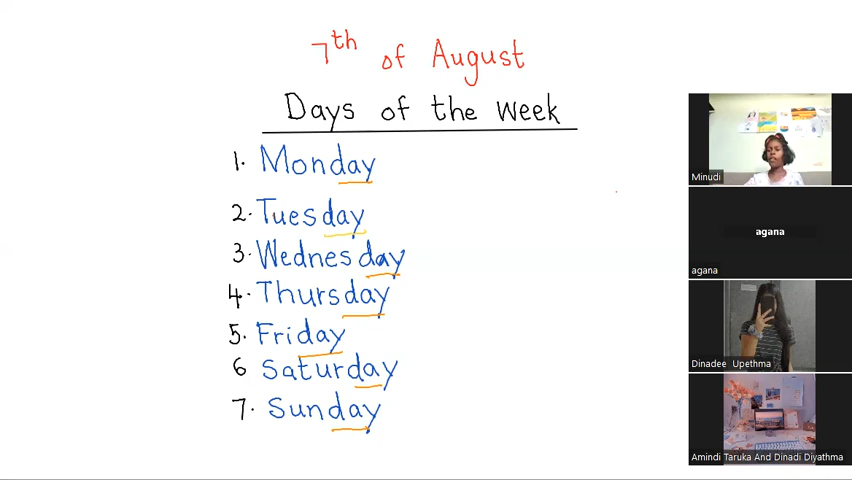 7th of August
Days of the Week
1. Monday
2. Tuesday
3. Wednesday
4. Thursday
5. Friday
6 Saturday
7. Sunday
Minudi
agana
agana
Dinadee Upethma
Amindi Taruka And Dinadi Diyathma